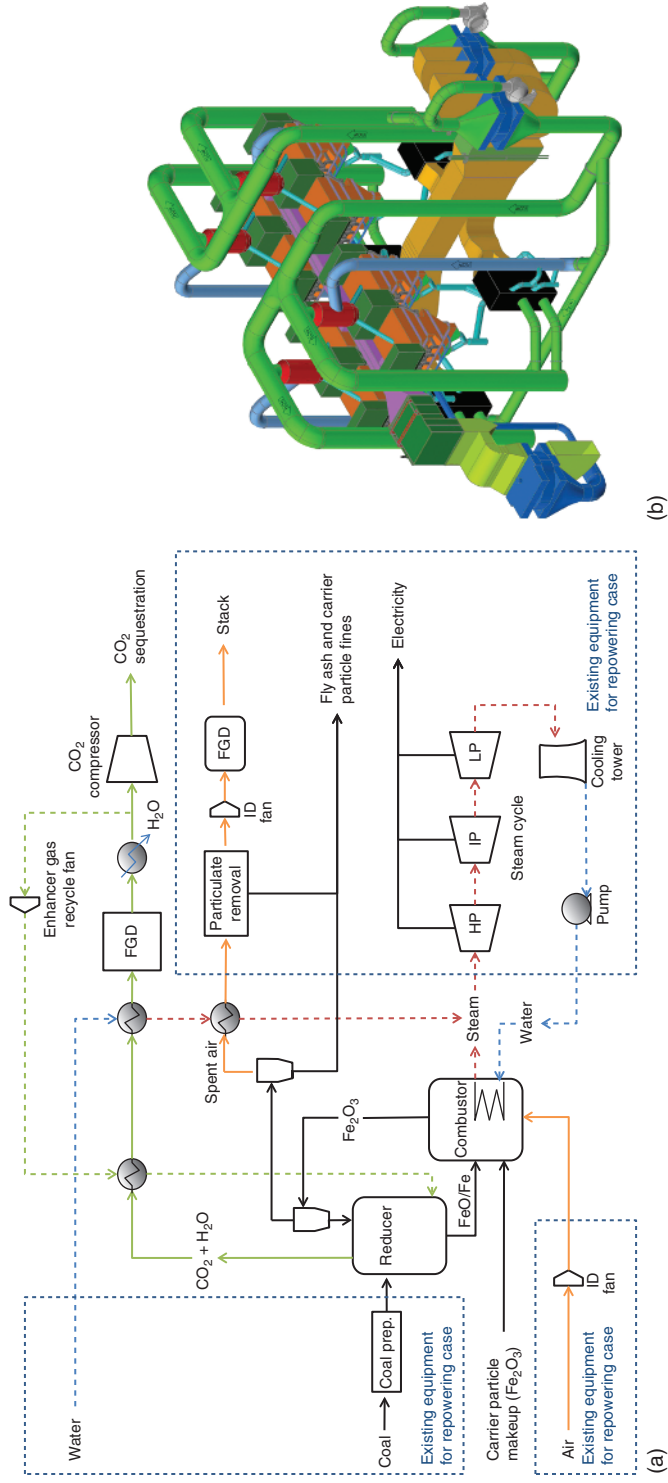 Water
Coal
Coal prep.
Existing equipment
for repowering case
Carrier particle
makeup (Fe₂O₃)
Air
ID
fan
Existing equipment
for repowering case
CO₂ + H₂O
Reducer
FeO/Fe
Fe₂O₃
Combustor
Steam
Water
Spent air
Enhancer gas
recycle fan
FGD
H₂O
CO₂
compressor
CO₂
sequestration
Particulate
removal
ID
fan
FGD
Stack
Fly ash and carrier
particle fines
Electricity
HP
IP
LP
Steam cycle
Pump
Cooling
tower
Existing equipment
for repowering case
(a)
(b)